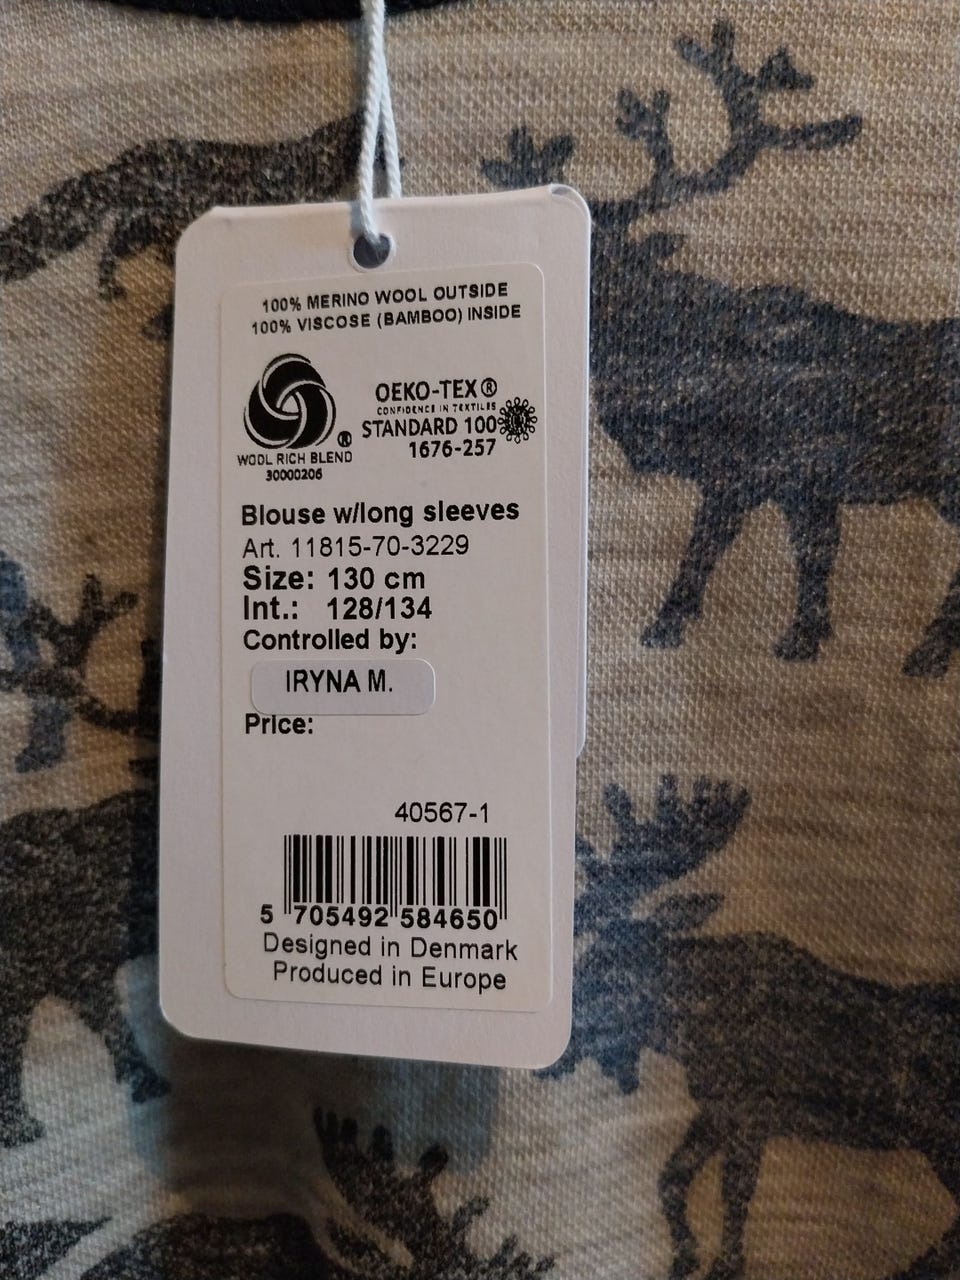 100% MERINO WOOL OUTSIDE
100% VISCOSE (BAMBOO) INSIDE
OEKO-TEX®
CONFIDENCE IN TEXTILES
STANDARD 100
1676-257
®
WOOL RICH BLEND
30000206
Blouse w/long sleeves
Art. 11815-70-3229
Size: 130 cm
Int.: 128/134
Controlled by:
IRYNA M.
Price:
40567-1
5 705492 584650
Designed in Denmark
Produced in Europe